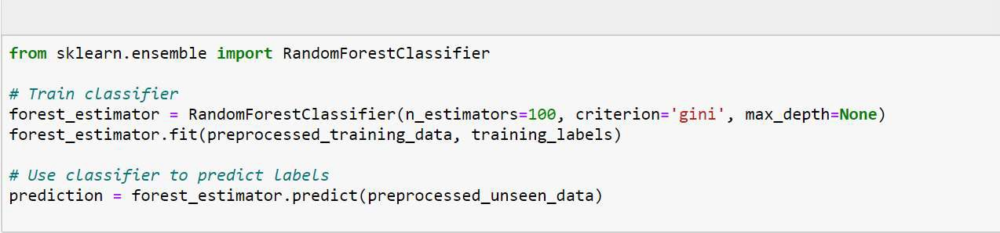 from sklearn.ensemble import RandomForestClassifier
# Train classifier
forest_estimator = RandomForestClassifier(n_estimators=100, criterion='gini', max_depth=None)
forest_estimator.fit(preprocessed_training_data, training_labels)
# Use classifier to predict labels
prediction = forest_estimator.predict(preprocessed_unseen_data)